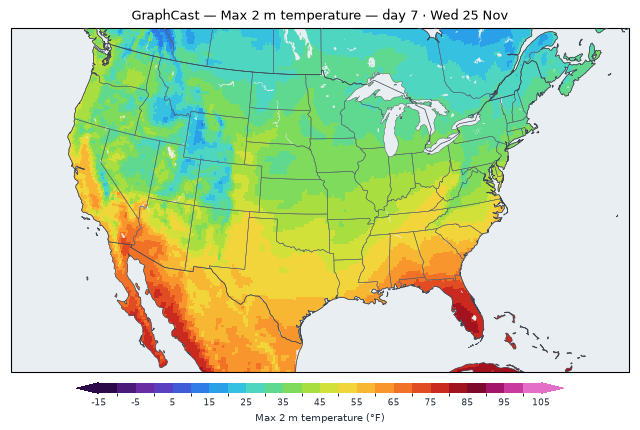 GraphCast — Max 2 m temperature — day 7 · Wed 25 Nov
-15 -5 5 15 25 35 45 55 65 75 85 95 105
Max 2 m temperature (°F)